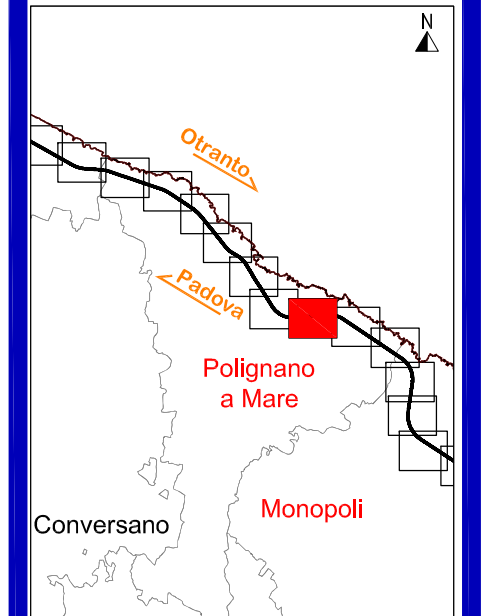 N
Otranto
Padova
Polignano
a Mare
Monopoli
Conversano